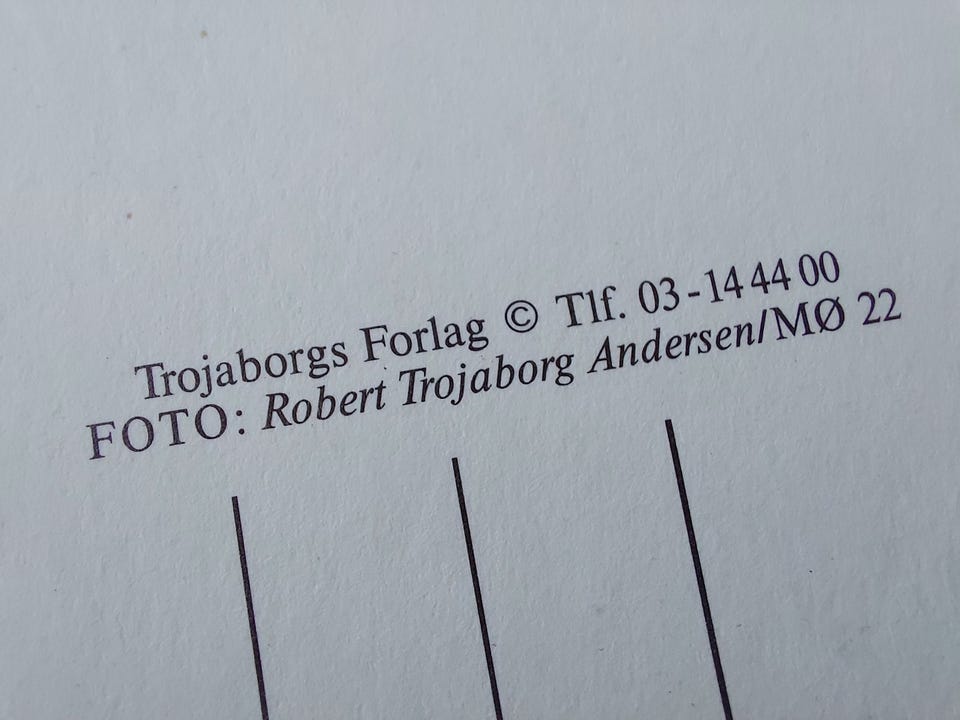 Trojaborgs Forlag © Tlf. 03-14 44 00
FOTO: Robert Trojaborg Andersen/MØ 22